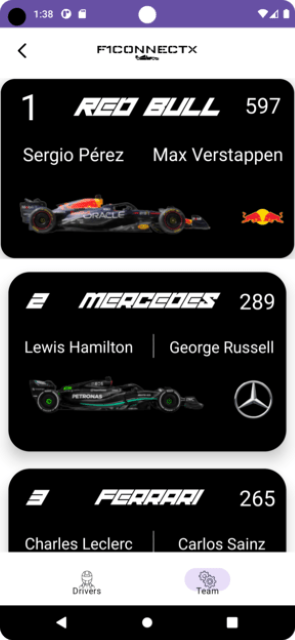 1:38
F1CONNECTX
1 RED BULL 597
Sergio Pérez Max Verstappen
ORACLE
2 MERCEDES 289
Lewis Hamilton George Russell
PETRONAS
3 FERRARI 265
Charles Leclerc Carlos Sainz
Drivers Team